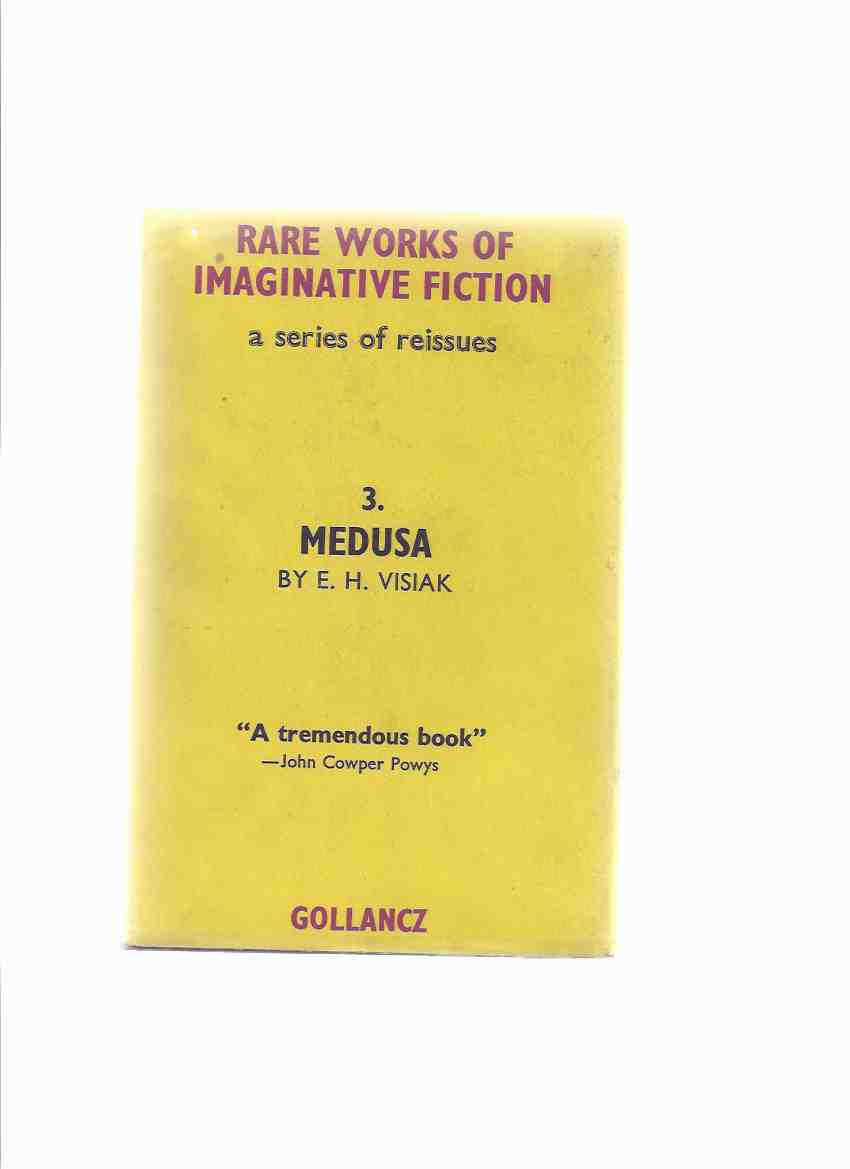 RARE WORKS OF
IMAGINATIVE FICTION
a series of reissues
3.
MEDUSA
BY E. H. VISIAK
“A tremendous book”
—John Cowper Powys
GOLLANCZ